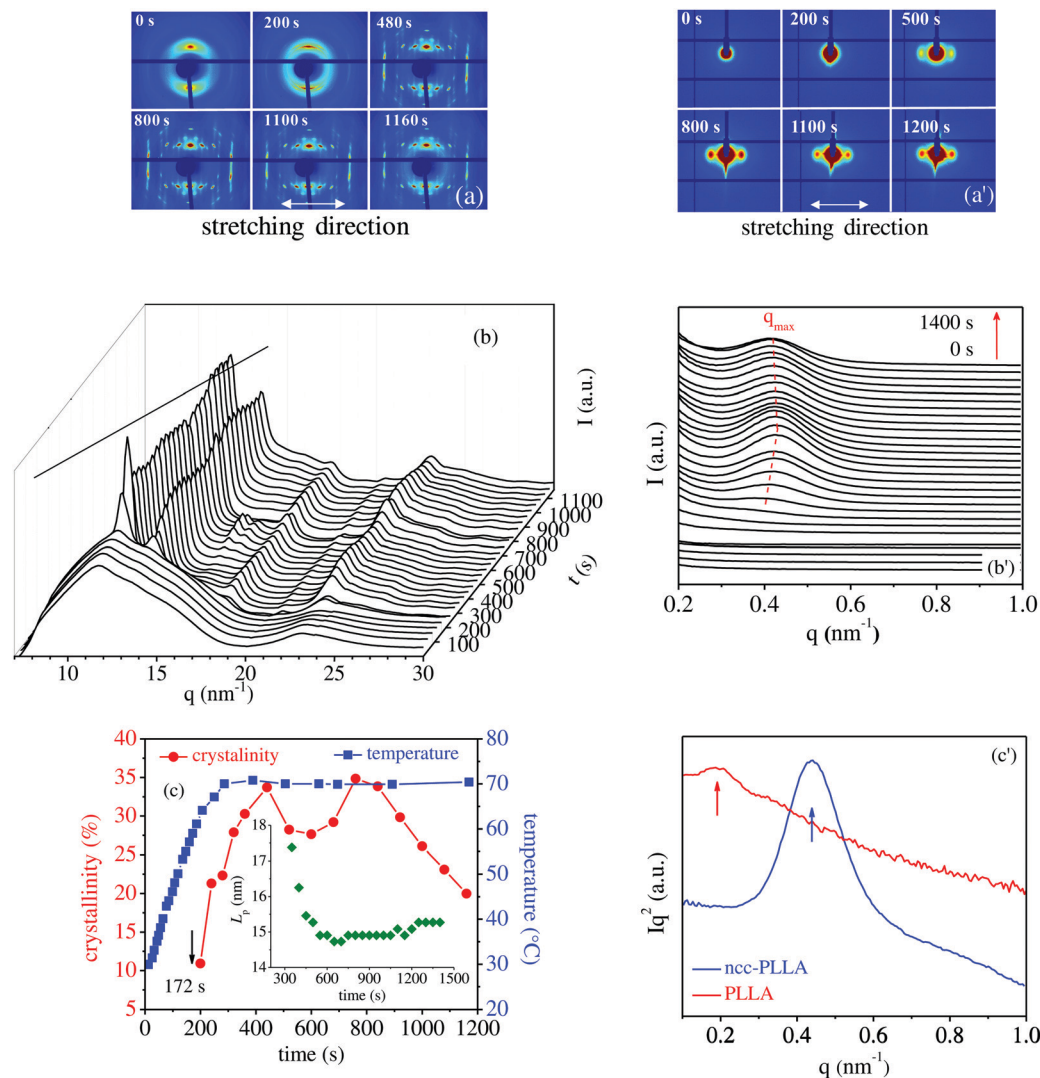 0 s
200 s
480 s
800 s
1100 s
1160 s
(a)
stretching direction
0 s
200 s
500 s
800 s
1100 s
1200 s
(a')
stretching direction
(b)
I (a.u.)
1100
1000
900
800
700
600
500
400
300
200
100
t (s)
10 15 20 25 30
q (nm⁻¹)
qmax
1400 s
0 s
I (a.u.)
(b')
0.2 0.4 0.6 0.8 1.0
q (nm⁻¹)
crystalinity
temperature
(c)
40
35
30
25
20
15
10
5
crystallinity (%)
80
70
60
50
40
30
20
temperature (°C)
172 s
18
17
16
15
14
Lp (nm)
300 600 900 1200 1500
time (s)
0 200 400 600 800 1000 1200
time (s)
(c')
Iq² (a.u.)
ncc-PLLA
PLLA
0.2 0.4 0.6 0.8 1.0
q (nm⁻¹)